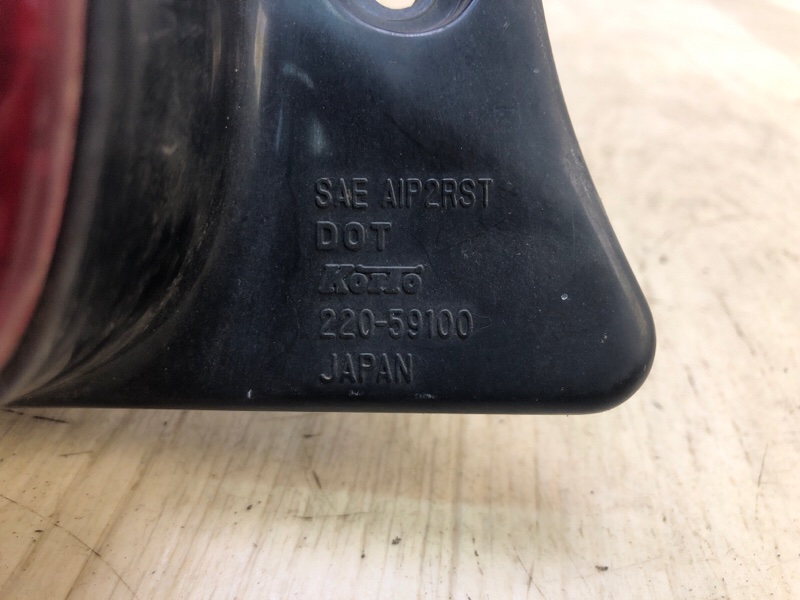 SAE AIP2RST
DOT
KOITO
220-59100
JAPAN